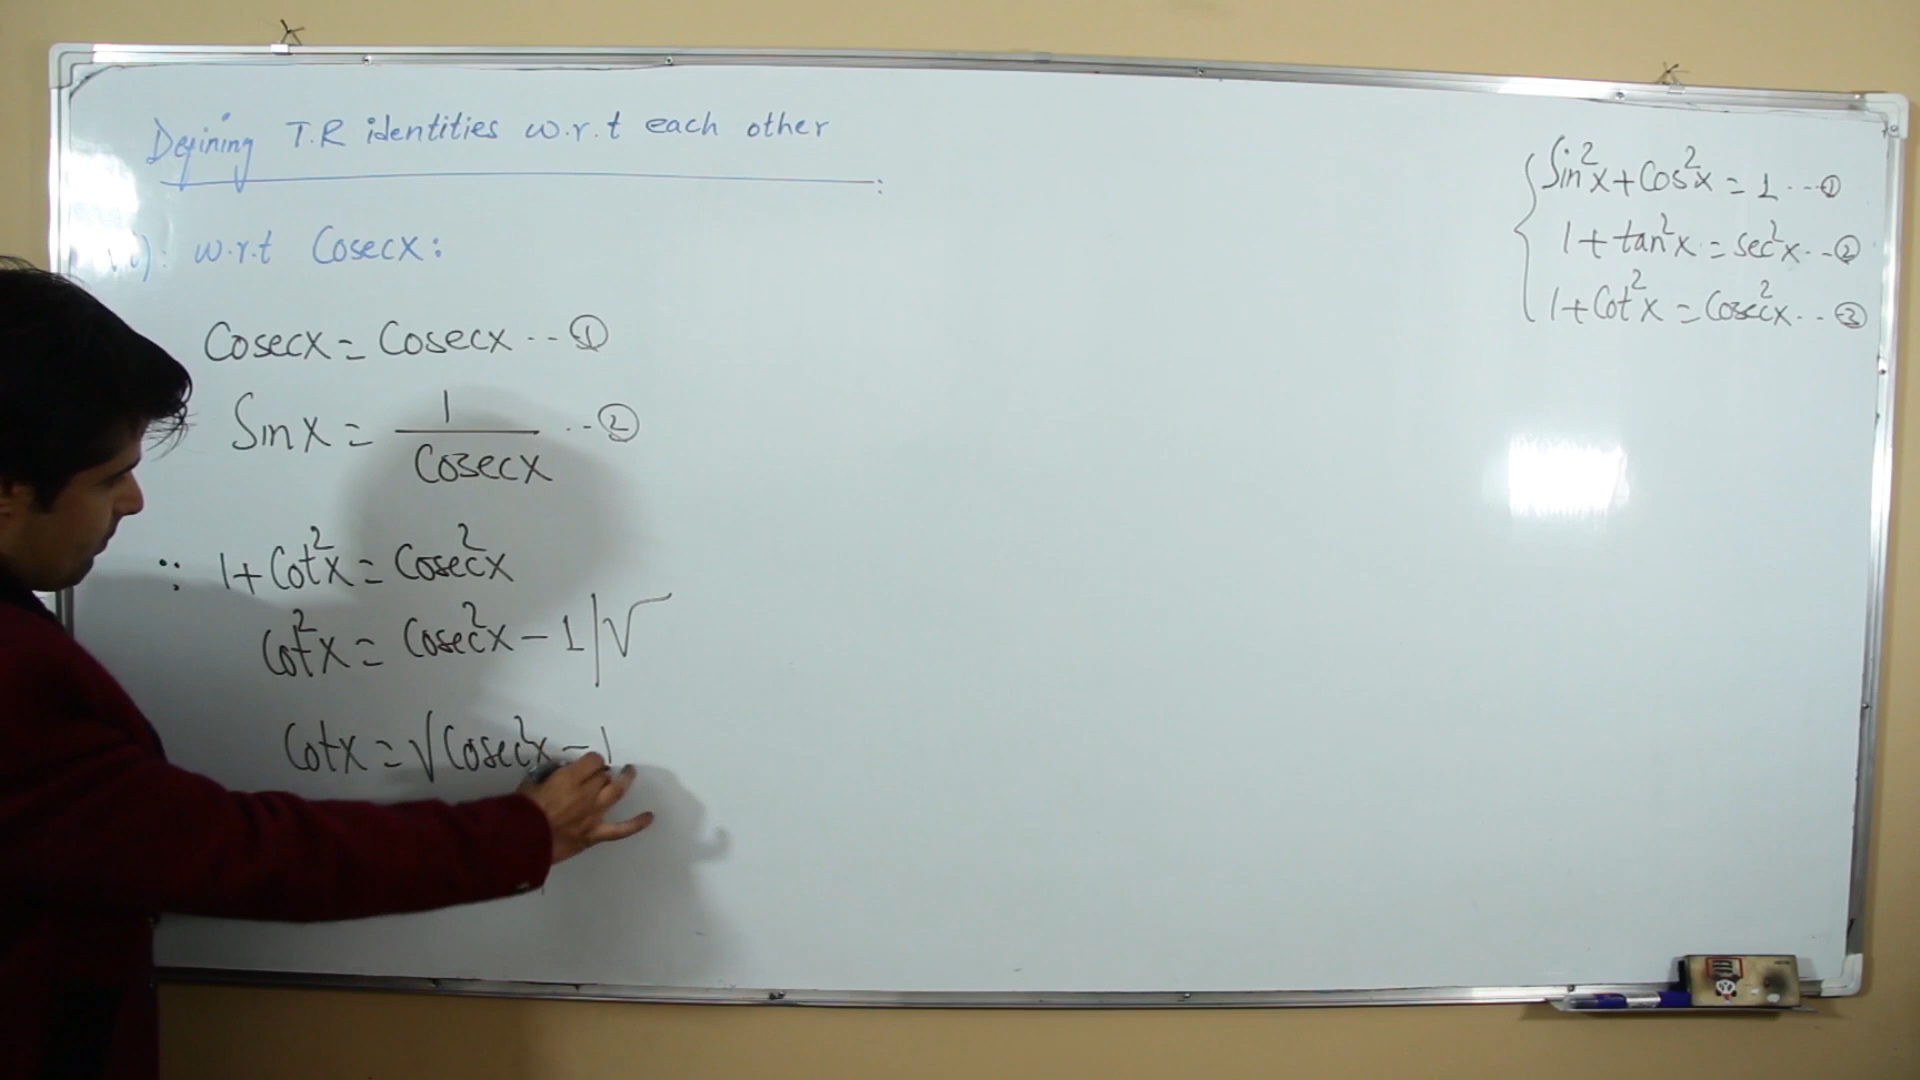 Defining T.R identities w.r.t each other
w.r.t Cosecx:
Cosecx = Cosecx -- ①
Sinx = 1/Cosecx -- ②
∵ 1+Cot²x = Cosec²x
Cot²x = Cosec²x - 1 |√
Cotx = √Cosec²x - 1
Sin²x + Cos²x = 1 --- ①
1 + tan²x = sec²x -- ②
1 + Cot²x = Cosec²x -- ③